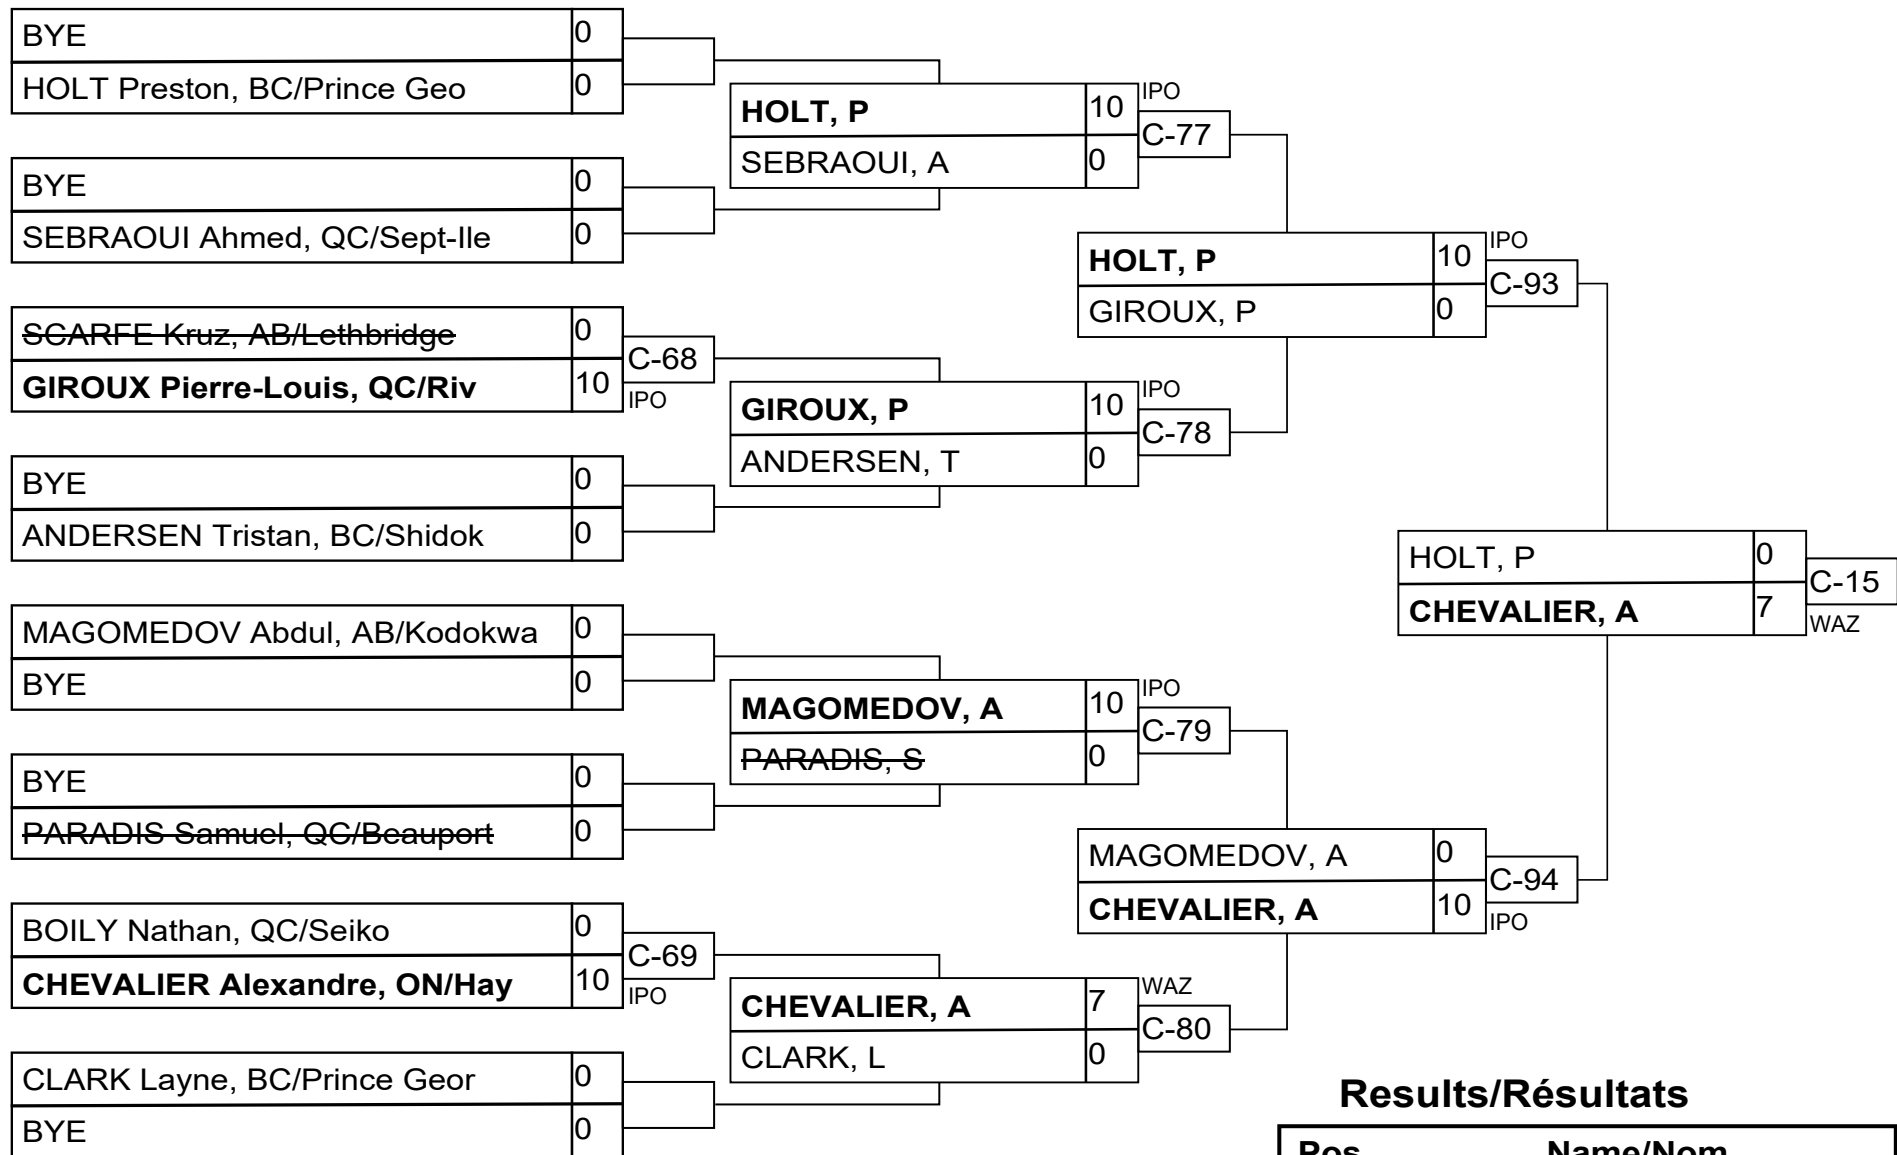 BYE 0
HOLT Preston, BC/Prince Geo 0
BYE 0
SEBRAOUI Ahmed, QC/Sept-Ile 0
SCARFE Kruz, AB/Lethbridge 0
GIROUX Pierre-Louis, QC/Riv 10
C-68
IPO
BYE 0
ANDERSEN Tristan, BC/Shidok 0
MAGOMEDOV Abdul, AB/Kodokwa 0
BYE 0
BYE 0
PARADIS Samuel, QC/Beauport 0
BOILY Nathan, QC/Seiko 0
CHEVALIER Alexandre, ON/Hay 10
C-69
IPO
CLARK Layne, BC/Prince Geor 0
BYE 0
HOLT, P 10
SEBRAOUI, A 0
IPO
C-77
GIROUX, P 10
ANDERSEN, T 0
IPO
C-78
MAGOMEDOV, A 10
PARADIS, S 0
IPO
C-79
CHEVALIER, A 7
CLARK, L 0
WAZ
C-80
HOLT, P 10
GIROUX, P 0
IPO
C-93
MAGOMEDOV, A 0
CHEVALIER, A 10
C-94
IPO
HOLT, P 0
CHEVALIER, A 7
C-15
WAZ
Results/Résultats
Pos Name/Nom